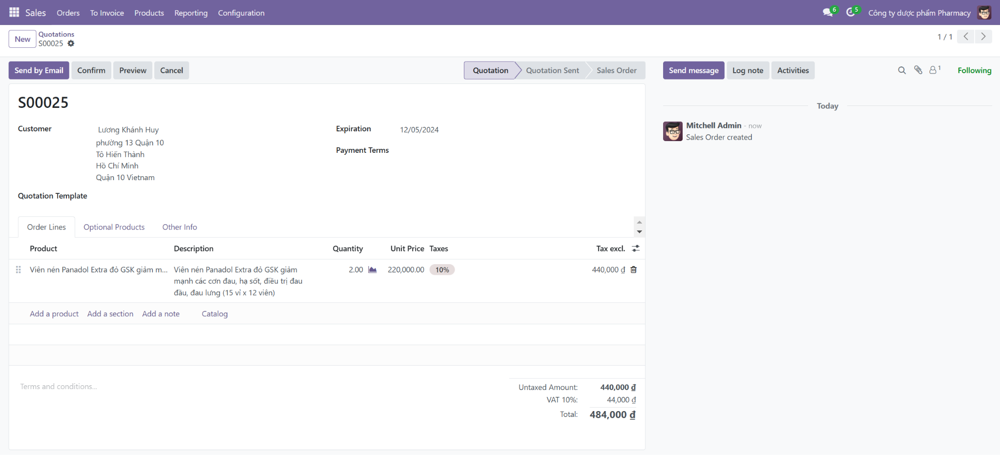 Sales Orders To Invoice Products Reporting Configuration 6 5 Công ty dược phẩm Pharmacy
New Quotations
S00025
1 / 1
Send by Email Confirm Preview Cancel Quotation Quotation Sent Sales Order Send message Log note Activities 1 Following
S00025
Today
Customer Lương Khánh Huy Expiration 12/05/2024
Mitchell Admin - now
Sales Order created
phường 13 Quận 10
Payment Terms
Tô Hiến Thành
Hồ Chí Minh
Quận 10 Vietnam
Quotation Template
Order Lines Optional Products Other Info
Product Description Quantity Unit Price Taxes Tax excl.
Viên nén Panadol Extra đỏ GSK giảm m... Viên nén Panadol Extra đỏ GSK giảm 2.00 220,000.00 10% 440,000 ₫
mạnh các cơn đau, hạ sốt, điều trị đau
đầu, đau lưng (15 vỉ x 12 viên)
Add a product Add a section Add a note Catalog
Terms and conditions...
Untaxed Amount: 440,000 ₫
VAT 10%: 44,000 ₫
Total: 484,000 ₫